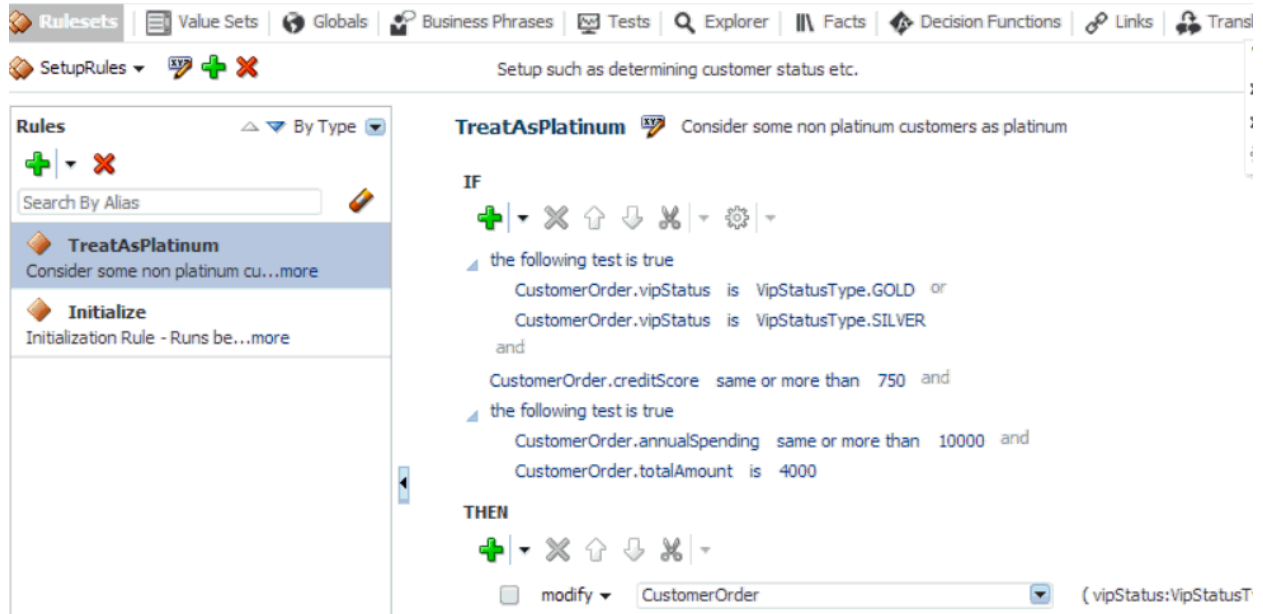 Rulesets Value Sets Globals Business Phrases Tests Explorer Facts Decision Functions Links Transl
SetupRules Setup such as determining customer status etc.
Rules By Type
Search By Alias
TreatAsPlatinum
Consider some non platinum cu...more
Initialize
Initialization Rule - Runs be...more
TreatAsPlatinum Consider some non platinum customers as platinum
IF
the following test is true
CustomerOrder.vipStatus is VipStatusType.GOLD or
CustomerOrder.vipStatus is VipStatusType.SILVER
and
CustomerOrder.creditScore same or more than 750 and
the following test is true
CustomerOrder.annualSpending same or more than 10000 and
CustomerOrder.totalAmount is 4000
THEN
modify CustomerOrder ( vipStatus:VipStatusT